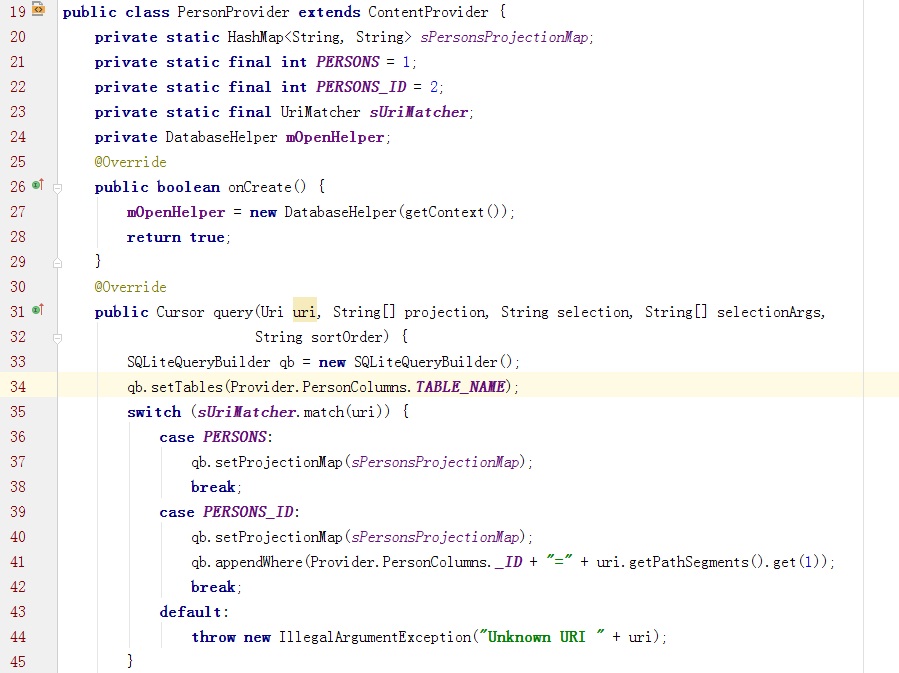 19 public class PersonProvider extends ContentProvider {
20 private static HashMap<String, String> sPersonsProjectionMap;
21 private static final int PERSONS = 1;
22 private static final int PERSONS_ID = 2;
23 private static final UriMatcher sUriMatcher;
24 private DatabaseHelper mOpenHelper;
25 @Override
26 public boolean onCreate() {
27 mOpenHelper = new DatabaseHelper(getContext());
28 return true;
29 }
30 @Override
31 public Cursor query(Uri uri, String[] projection, String selection, String[] selectionArgs,
32 String sortOrder) {
33 SQLiteQueryBuilder qb = new SQLiteQueryBuilder();
34 qb.setTables(Provider.PersonColumns.TABLE_NAME);
35 switch (sUriMatcher.match(uri)) {
36 case PERSONS:
37 qb.setProjectionMap(sPersonsProjectionMap);
38 break;
39 case PERSONS_ID:
40 qb.setProjectionMap(sPersonsProjectionMap);
41 qb.appendWhere(Provider.PersonColumns._ID + "=" + uri.getPathSegments().get(1));
42 break;
43 default:
44 throw new IllegalArgumentException("Unknown URI " + uri);
45 }